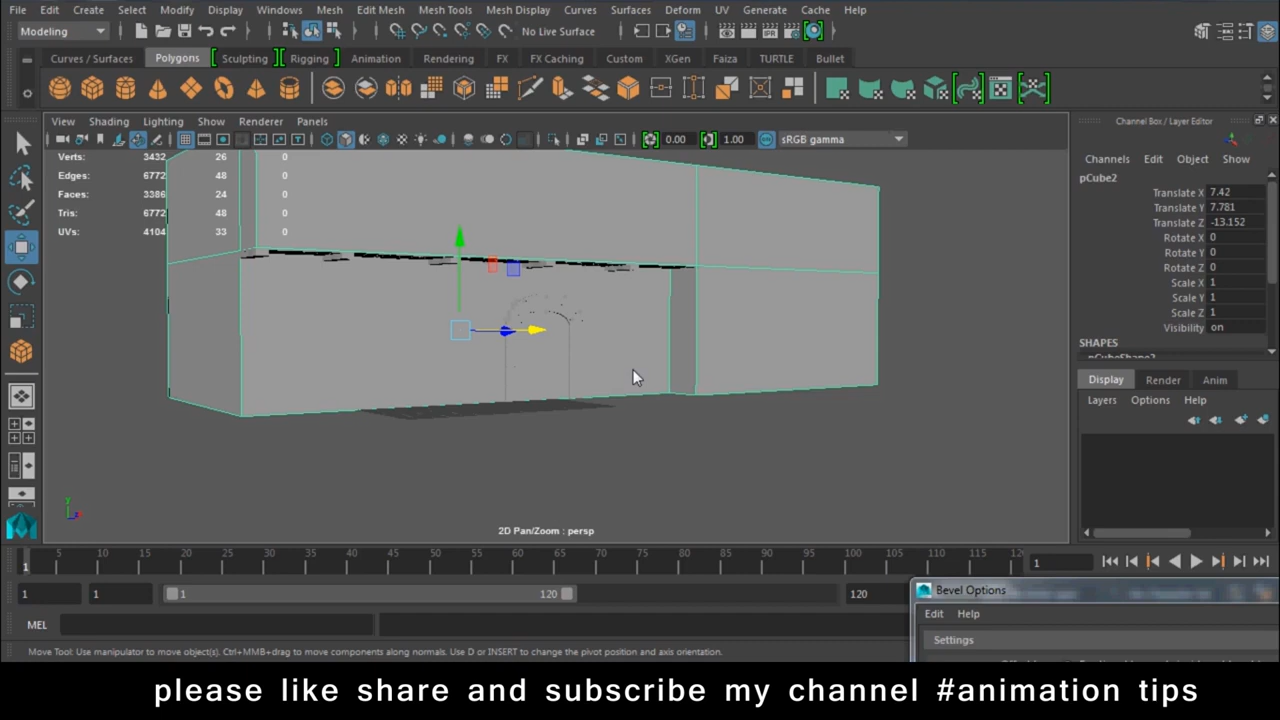 File Edit Create Select Modify Display Windows Mesh Edit Mesh Mesh Tools Mesh Display Curves Surfaces Deform UV Generate Cache Help
Modeling No Live Surface
Curves / Surfaces Polygons Sculpting Rigging Animation Rendering FX FX Caching Custom XGen Faiza TURTLE Bullet
View Shading Lighting Show Renderer Panels
Channel Box / Layer Editor
0.00 1.00 sRGB gamma
Channels Edit Object Show
Verts: 3432 26 0
Edges: 6772 48 0
Faces: 3386 24 0
Tris: 6772 48 0
UVs: 4104 33 0
pCube2
Translate X 7.42
Translate Y 7.781
Translate Z -13.152
Rotate X 0
Rotate Y 0
Rotate Z 0
Scale X 1
Scale Y 1
Scale Z 1
Visibility on
SHAPES
pCubeShape2
Display Render Anim
Layers Options Help
y
2D Pan/Zoom : persp
5 10 15 20 25 30 35 40 45 50 55 60 65 70 75 80 85 90 95 100 105 110 115 12
1 1
1 1 1 120 120
Bevel Options
Edit Help
MEL
Settings
Move Tool: Use manipulator to move object(s). Ctrl+MMB+drag to move components along normals. Use D or INSERT to change the pivot position and axis orientation.
please like share and subscribe my channel #animation tips